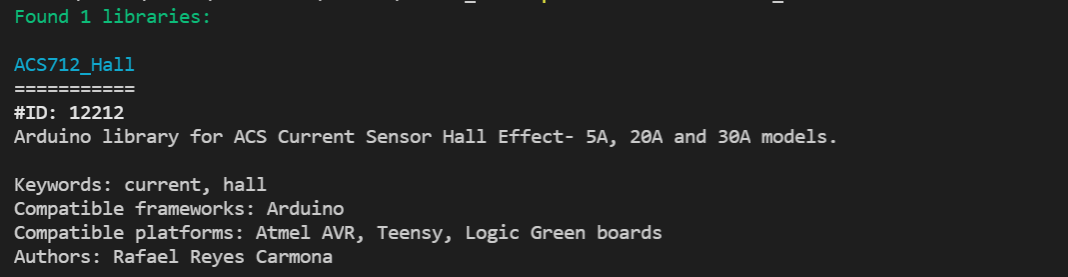 Found 1 libraries:
ACS712_Hall
===========
#ID: 12212
Arduino library for ACS Current Sensor Hall Effect- 5A, 20A and 30A models.
Keywords: current, hall
Compatible frameworks: Arduino
Compatible platforms: Atmel AVR, Teensy, Logic Green boards
Authors: Rafael Reyes Carmona